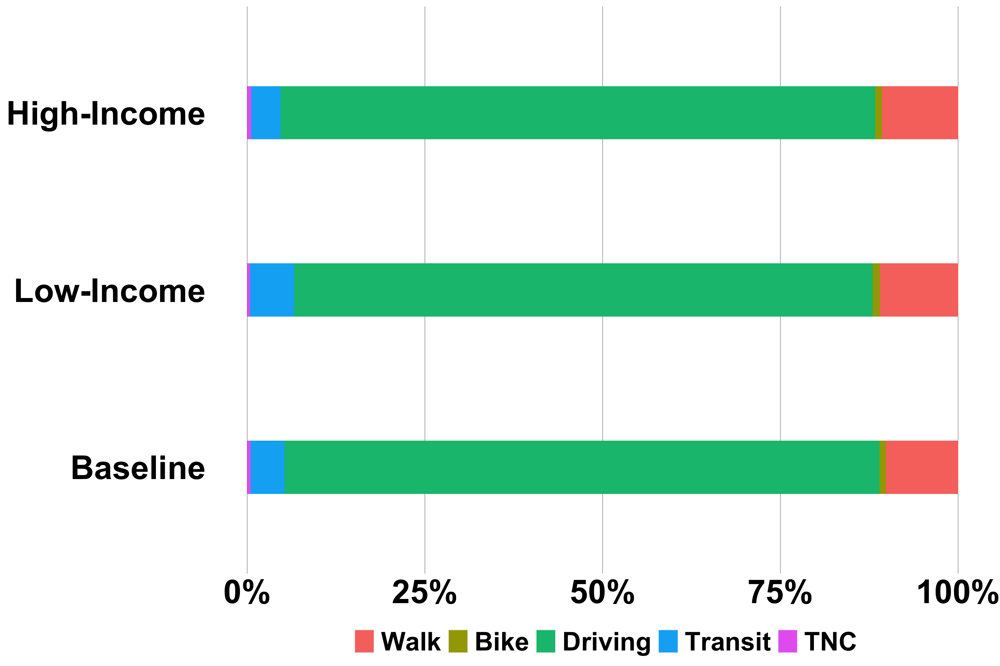 High-Income
Low-Income
Baseline
0% 25% 50% 75% 100%
Walk Bike Driving Transit TNC